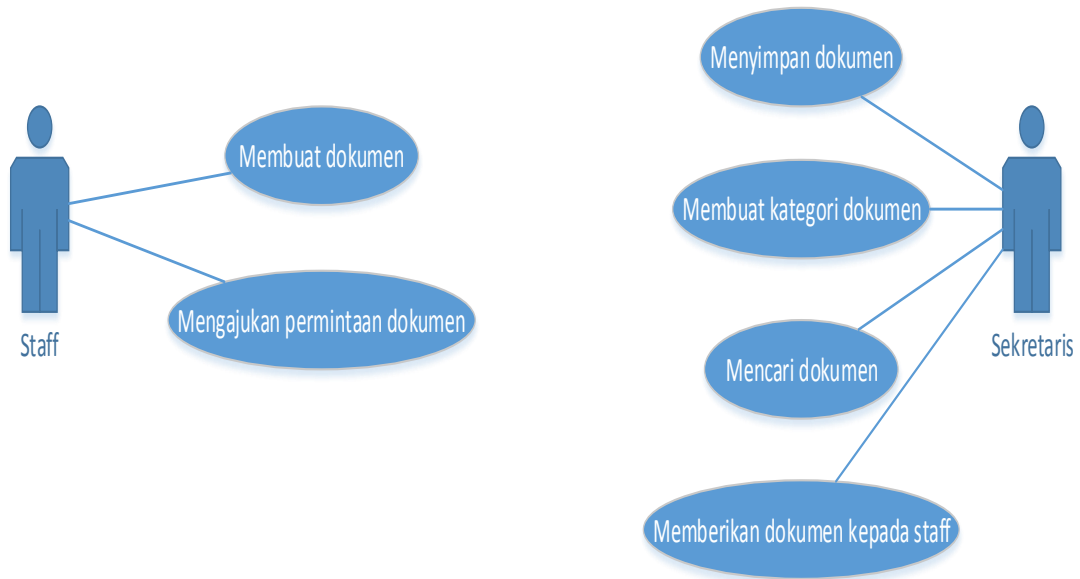 Membuat dokumen
Mengajukan permintaan dokumen
Staff
Menyimpan dokumen
Membuat kategori dokumen
Mencari dokumen
Memberikan dokumen kepada staff
Sekretaris